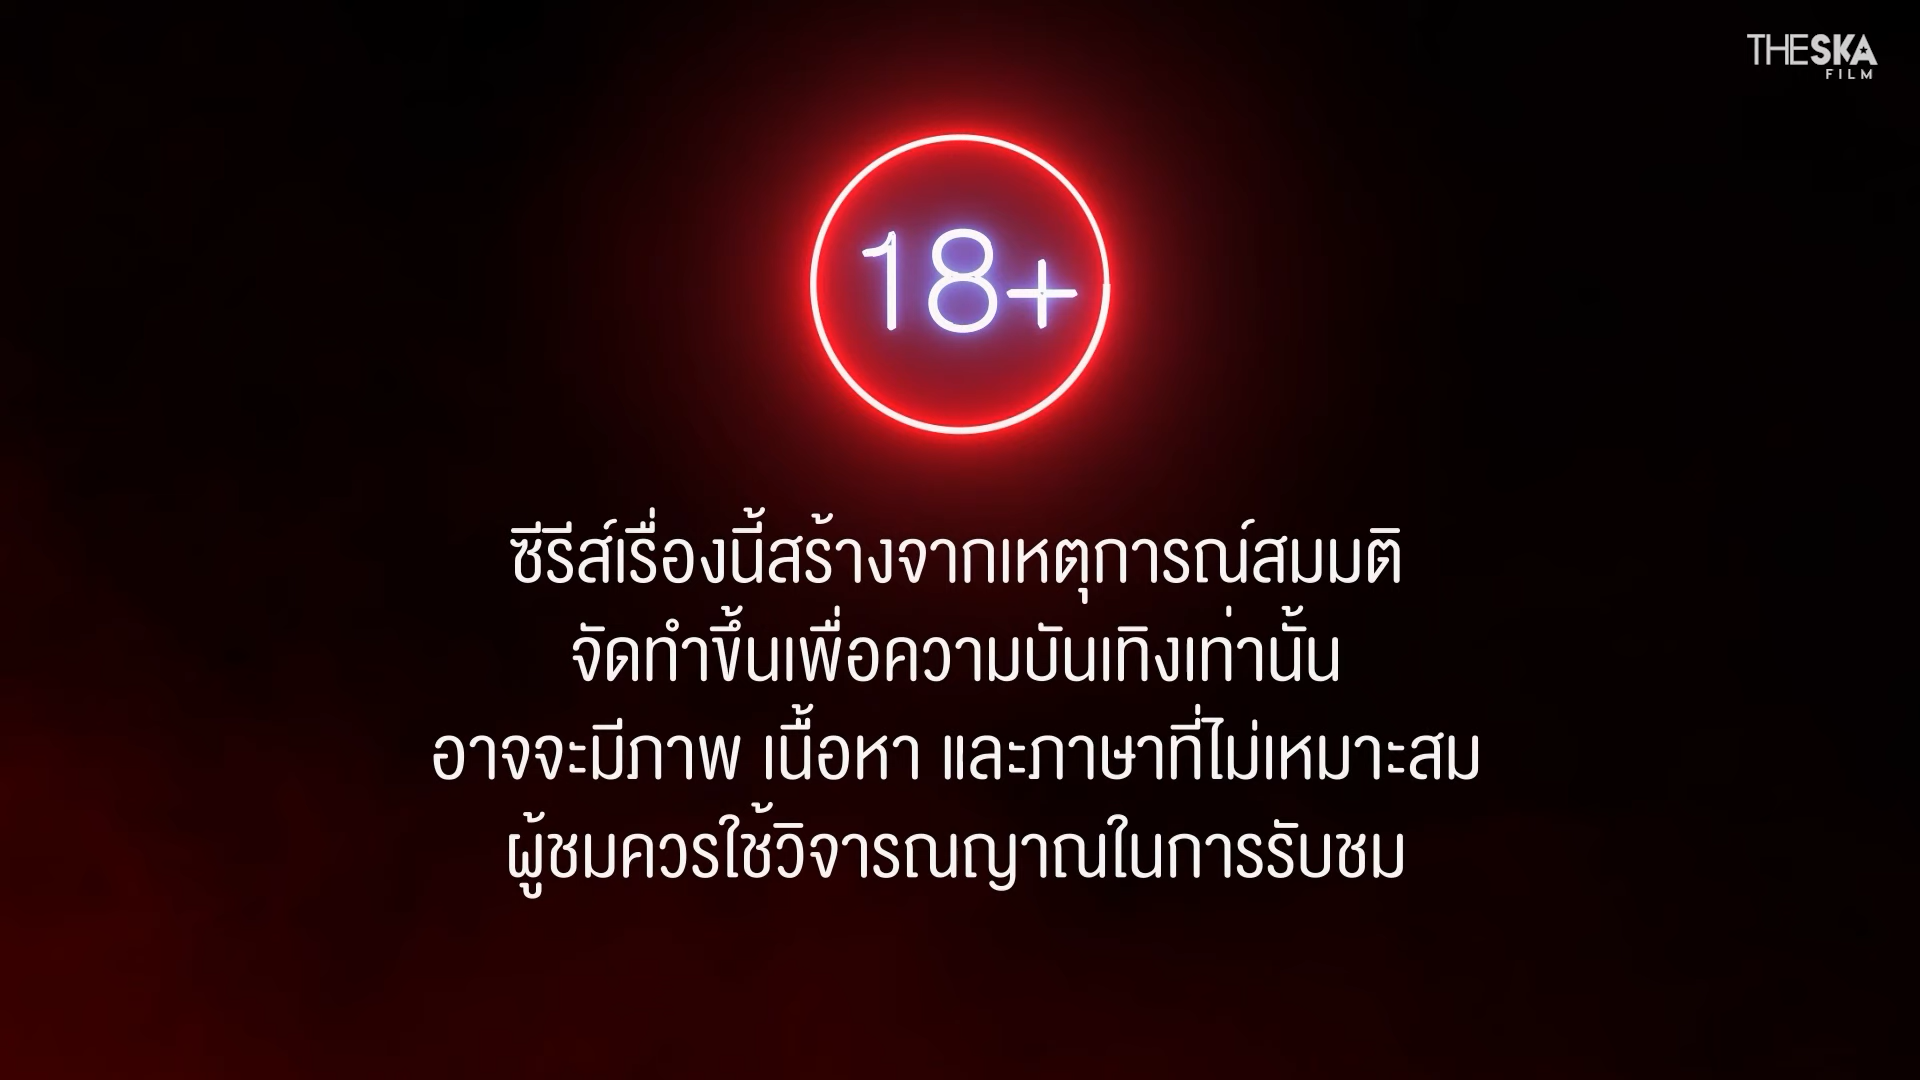 THESKA
FILM
18+
ซีรีส์เรื่องนี้สร้างจากเหตุการณ์สมมติ
จัดทำขึ้นเพื่อความบันเทิงเท่านั้น
อาจจะมีภาพ เนื้อหา และภาษาที่ไม่เหมาะสม
ผู้ชมควรใช้วิจารณญาณในการรับชม